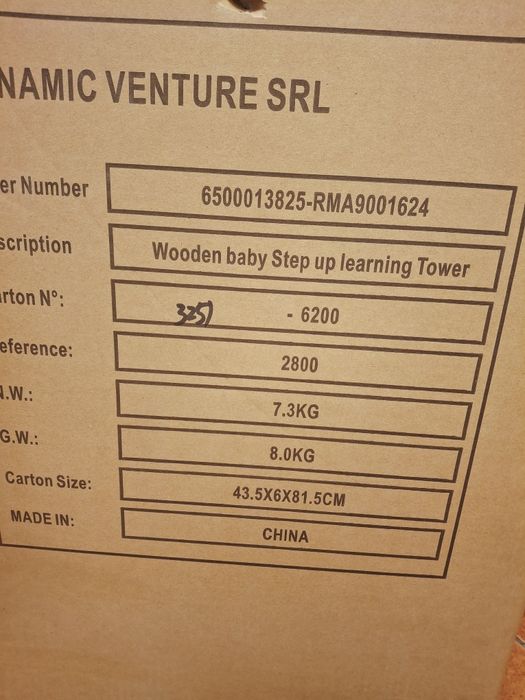 NAMIC VENTURE SRL
er Number 6500013825-RMA9001624
scription Wooden baby Step up learning Tower
rton N°: 3251 - 6200
eference: 2800
.W.: 7.3KG
G.W.: 8.0KG
Carton Size: 43.5X6X81.5CM
MADE IN: CHINA